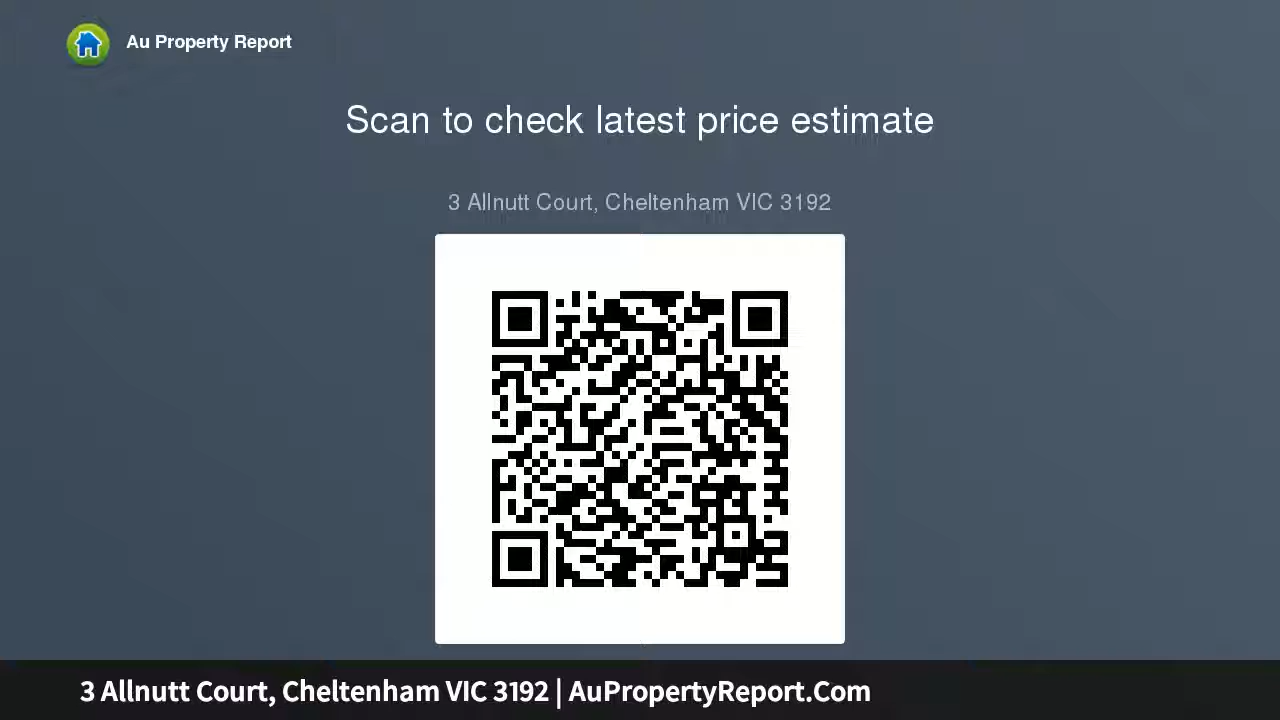 Au Property Report
Scan to check latest price estimate
3 Allnutt Court, Cheltenham VIC 3192
3 Allnutt Court, Cheltenham VIC 3192 | AuPropertyReport.Com